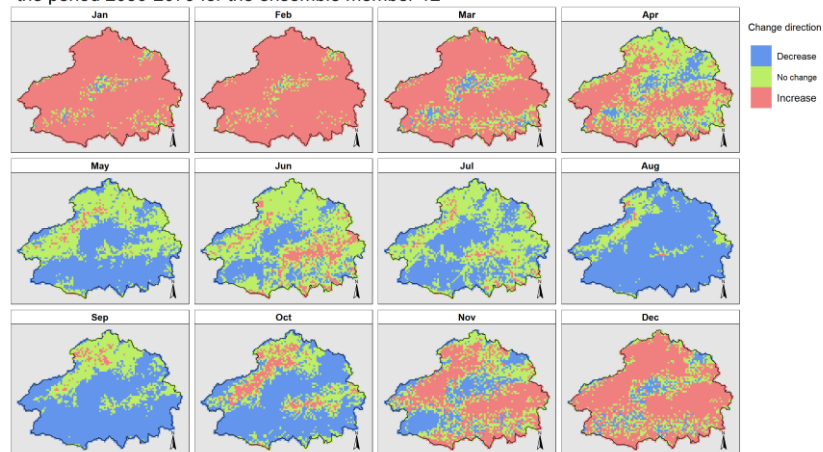 the period 2050-2079 for the ensemble member 12
Jan
Feb
Mar
Apr
Change direction
Decrease
No change
Increase
N
N
N
N
May
Jun
Jul
Aug
N
N
N
N
Sep
Oct
Nov
Dec
N
N
N
N